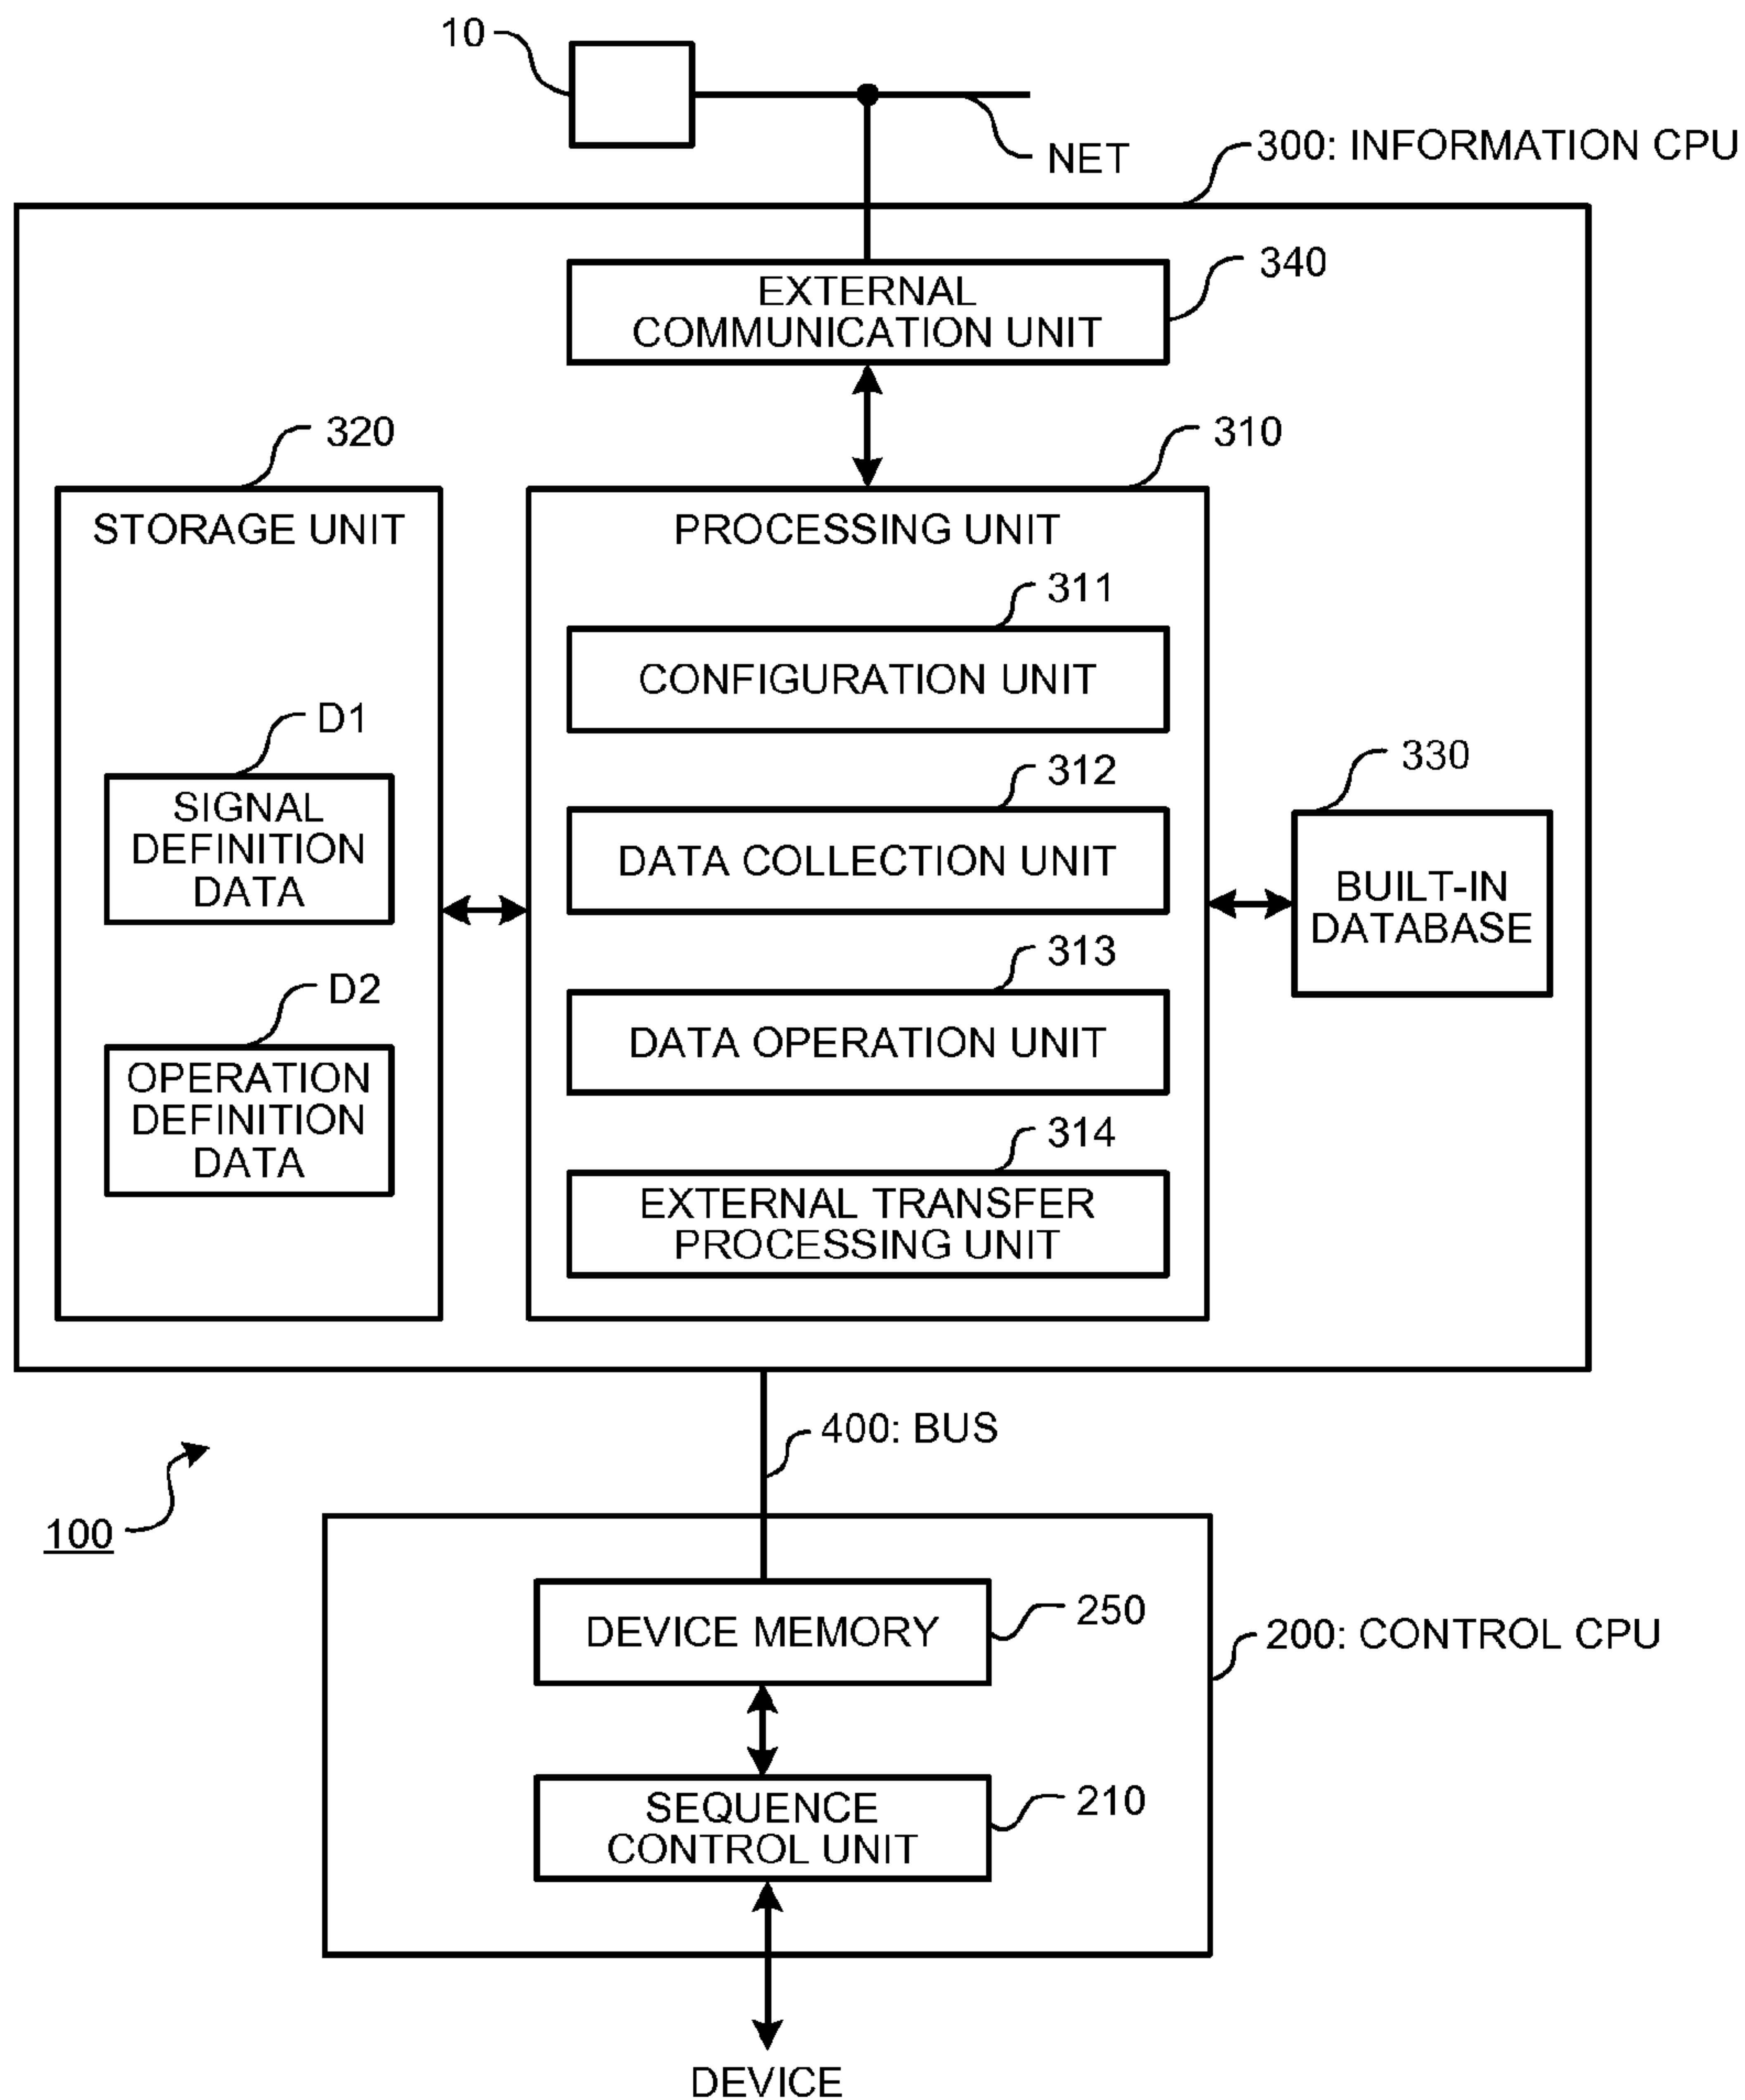 10
NET
300: INFORMATION CPU
EXTERNAL
COMMUNICATION UNIT
340
320
310
STORAGE UNIT
PROCESSING UNIT
311
CONFIGURATION UNIT
D1
SIGNAL
DEFINITION
DATA
312
DATA COLLECTION UNIT
330
BUILT-IN
DATABASE
313
DATA OPERATION UNIT
D2
OPERATION
DEFINITION
DATA
314
EXTERNAL TRANSFER
PROCESSING UNIT
400: BUS
100
DEVICE MEMORY
250
200: CONTROL CPU
SEQUENCE
CONTROL UNIT
210
DEVICE